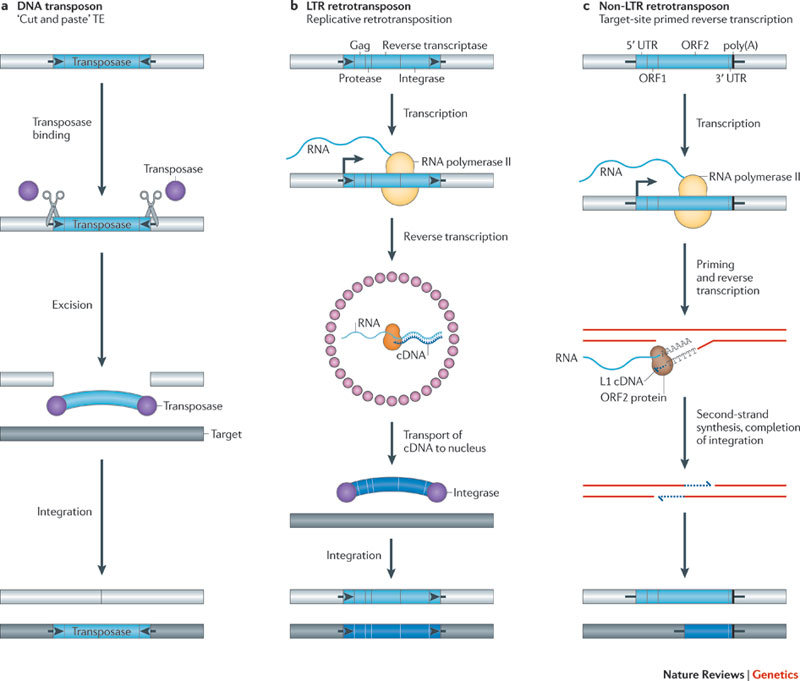 a DNA transposon
'Cut and paste' TE
Transposase
Transposase
binding
Transposase
Transposase
Excision
Transposase
Target
Integration
Transposase
b LTR retrotransposon
Replicative retrotransposition
Gag Reverse transcriptase
Protease Integrase
Transcription
RNA
RNA polymerase II
Reverse transcription
RNA
cDNA
Transport of
cDNA to nucleus
Integrase
Integration
c Non-LTR retrotransposon
Target-site primed reverse transcription
5′ UTR ORF2 poly(A)
ORF1 3′ UTR
Transcription
RNA
RNA polymerase II
Priming
and reverse
transcription
RNA
AAAAA
TTTTT
L1 cDNA
ORF2 protein
Second-strand
synthesis, completion
of integration
Nature Reviews | Genetics